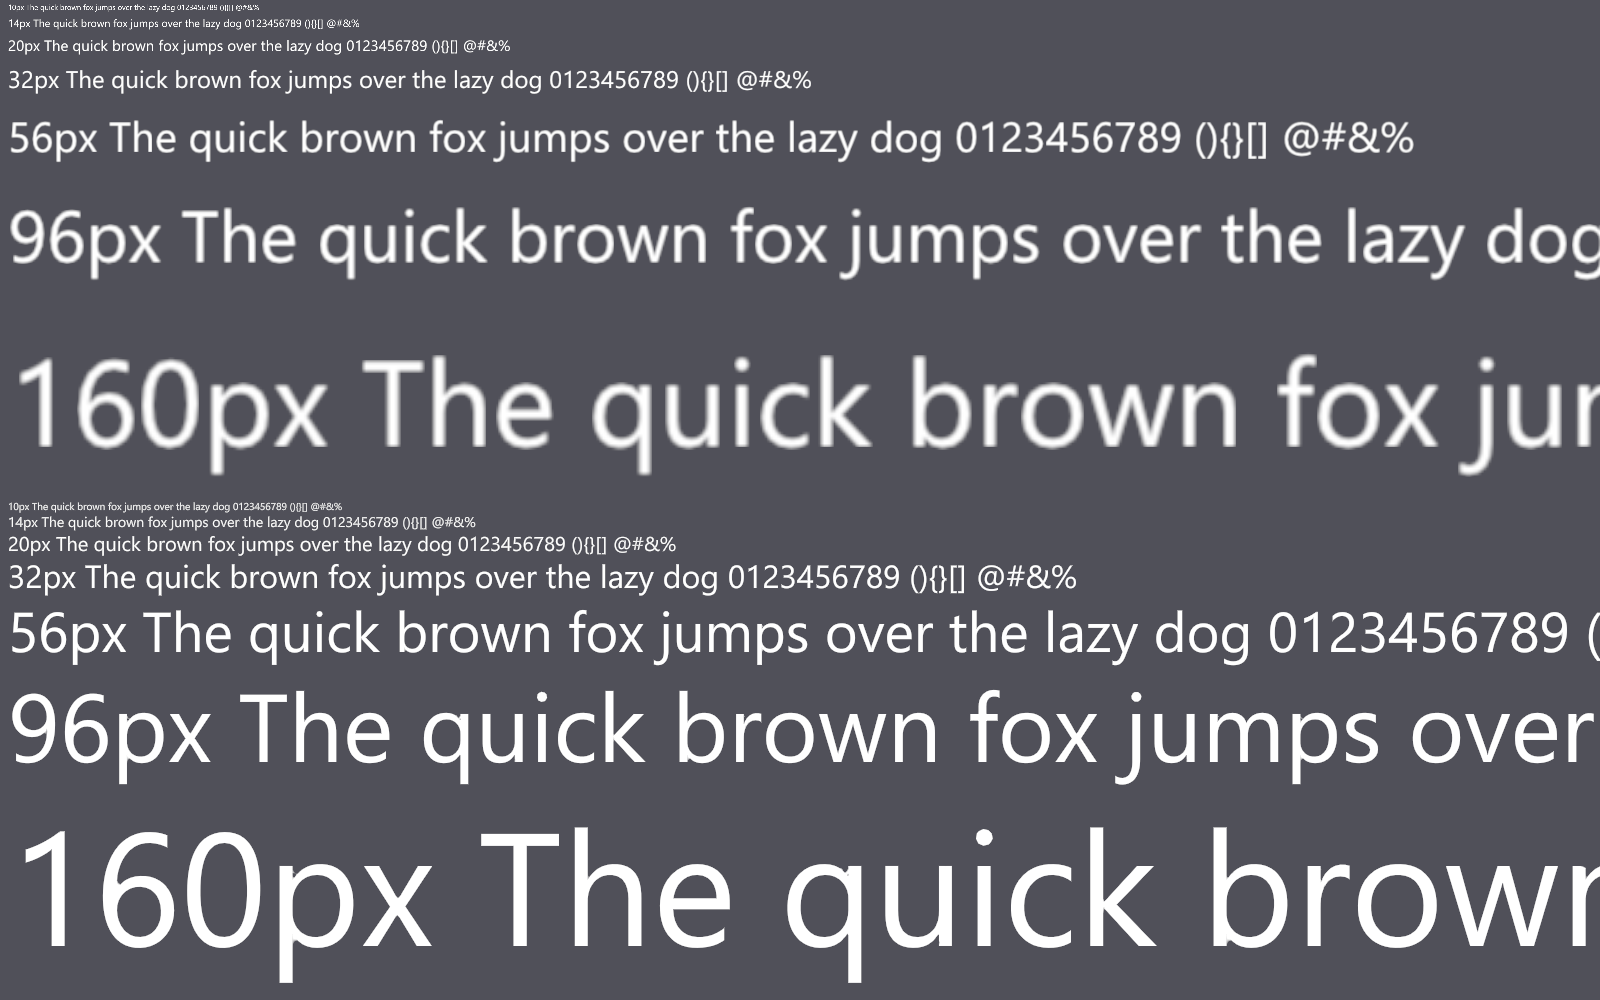 10px The quick brown fox jumps over the lazy dog 0123456789 (){}[] @#&%
14px The quick brown fox jumps over the lazy dog 0123456789 (){}[] @#&%
20px The quick brown fox jumps over the lazy dog 0123456789 (){}[] @#&%
32px The quick brown fox jumps over the lazy dog 0123456789 (){}[] @#&%
56px The quick brown fox jumps over the lazy dog 0123456789 (){}[] @#&%
96px The quick brown fox jumps over the lazy dog
160px The quick brown fox jum
10px The quick brown fox jumps over the lazy dog 0123456789 (){}[] @#&%
14px The quick brown fox jumps over the lazy dog 0123456789 (){}[] @#&%
20px The quick brown fox jumps over the lazy dog 0123456789 (){}[] @#&%
32px The quick brown fox jumps over the lazy dog 0123456789 (){}[] @#&%
56px The quick brown fox jumps over the lazy dog 0123456789 (
96px The quick brown fox jumps over
160px The quick brown